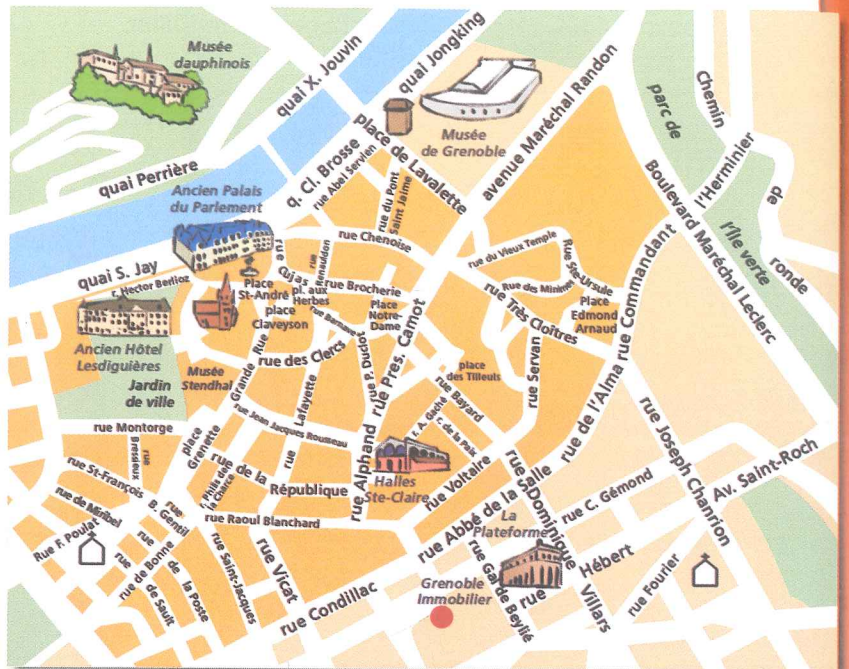 Musée
dauphinois
quai X. Jouvin
quai Jongking
Musée
de Grenoble
quai Perrière
q. Cl. Brosse
place de Lavalette
avenue Maréchal Randon
parc de
l'Ile verte
Chemin
de
ronde
l'Herminier
Boulevard Maréchal Leclerc
Ancien Palais
du Parlement
rue Abel Servien
rue du Pont
Saint Jaime
rue Chenoise
quai S. Jay
r. Hector Berlioz
rue Cujas
rue
Renauldon
rue Brocherie
Place
St-André
pl. aux
Herbes
place
Claveyson
rue Barnave
Place
Notre-
Dame
rue du Vieux Temple
Rue des Minimes
Rue Ste-Ursule
Place
Edmond
Arnaud
rue Très Cloîtres
rue Commandant
Ancien Hôtel
Lesdiguières
Jardin
de ville
Musée
Stendhal
Grande Rue
rue des Clercs
rue Duclot
rue Pres. Carnot
place
des Tilleuls
rue Servan
rue de l'Alma
rue Bayard
r. A. Gaché
r. de la Paix
Lafayette
rue
rue Jean Jacques Rousseau
rue Montorge
rue
Bressieux
place
Grenette
rue de la
République
r. Philis de
la Charce
rue Alphand
Halles
Ste-Claire
rue Voltaire
rue Joseph Chanrion
Av. Saint-Roch
rue St-François
rue de Miribel
Rue F. Poulat
B. Gentil
rue
rue Raoul Blanchard
rue Abbé de la Salle
rue Dominique
Villars
rue C. Gémond
La
Plateforme
rue Hébert
rue Fourier
rue de Bonne
rue
de la Poste
rue
de Sault
rue Saint-Jacques
rue Vicat
rue Condillac
rue Gal de Beylié
Grenoble
Immobilier